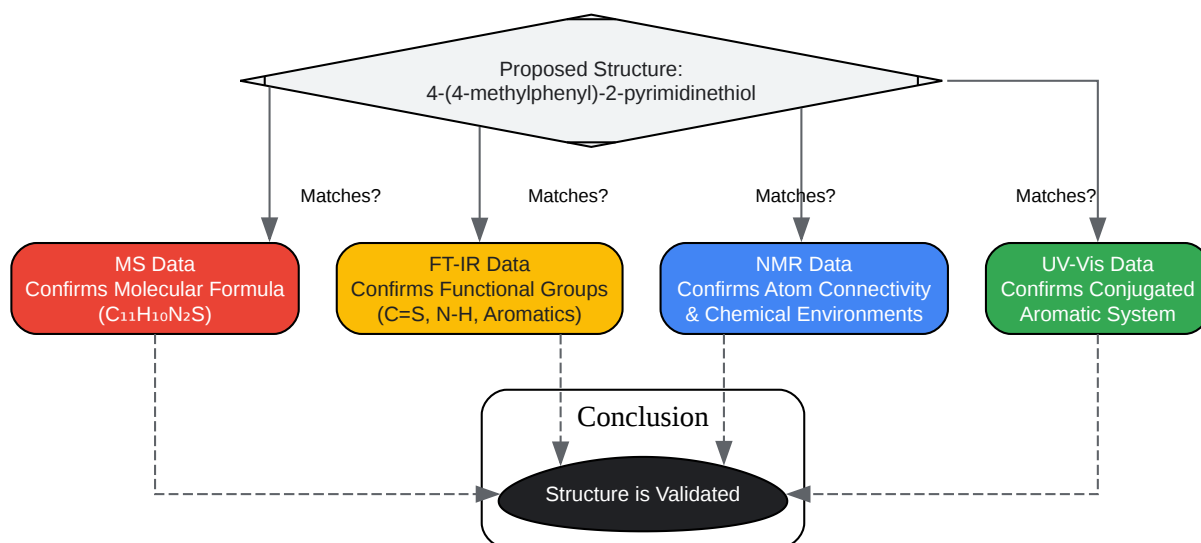 Proposed Structure:
4-(4-methylphenyl)-2-pyrimidinethiol
Matches?
Matches?
Matches?
Matches?
MS Data
Confirms Molecular Formula
(C₁₁H₁₀N₂S)
FT-IR Data
Confirms Functional Groups
(C=S, N-H, Aromatics)
NMR Data
Confirms Atom Connectivity
& Chemical Environments
UV-Vis Data
Confirms Conjugated
Aromatic System
Conclusion
Structure is Validated